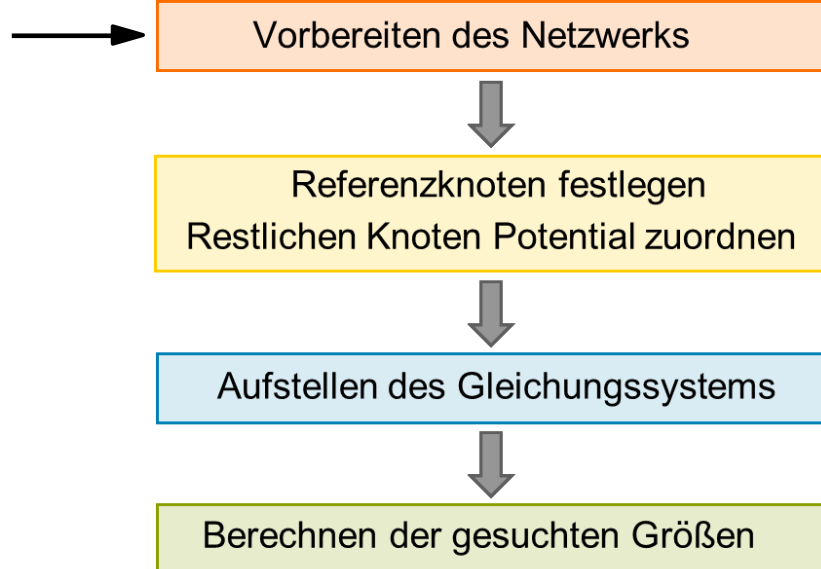 Vorbereiten des Netzwerks
Referenzknoten festlegen
Restlichen Knoten Potential zuordnen
Aufstellen des Gleichungssystems
Berechnen der gesuchten Größen